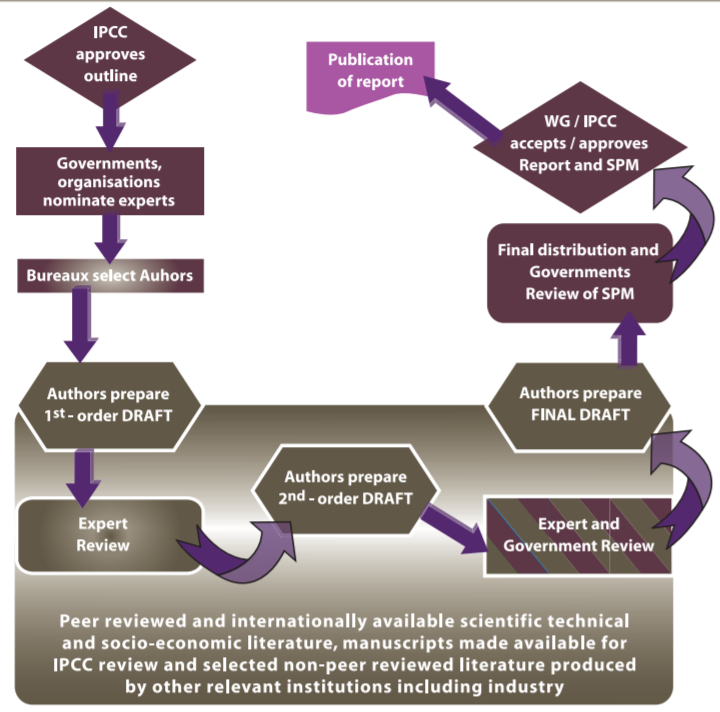 IPCC
approves
outline
Governments,
organisations
nominate experts
Bureaux select Auhors
Authors prepare
1st - order DRAFT
Expert
Review
Authors prepare
2nd - order DRAFT
Expert and
Government Review
Authors prepare
FINAL DRAFT
Final distribution and
Governments
Review of SPM
WG / IPCC
accepts / approves
Report and SPM
Publication
of report
Peer reviewed and internationally available scientific technical
and socio-economic literature, manuscripts made available for
IPCC review and selected non-peer reviewed literature produced
by other relevant institutions including industry